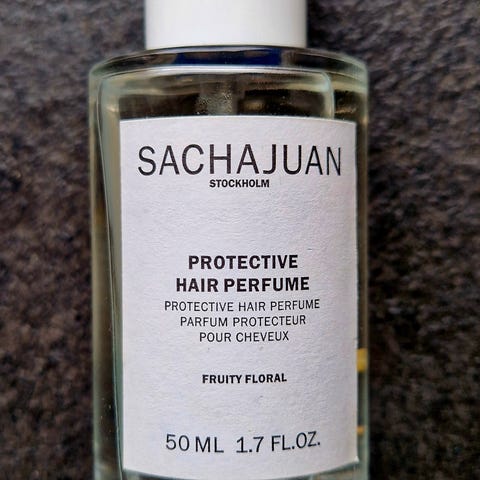 SACHAJUAN
STOCKHOLM
PROTECTIVE
HAIR PERFUME
PROTECTIVE HAIR PERFUME
PARFUM PROTECTEUR
POUR CHEVEUX
FRUITY FLORAL
50 ML 1.7 FL.OZ.